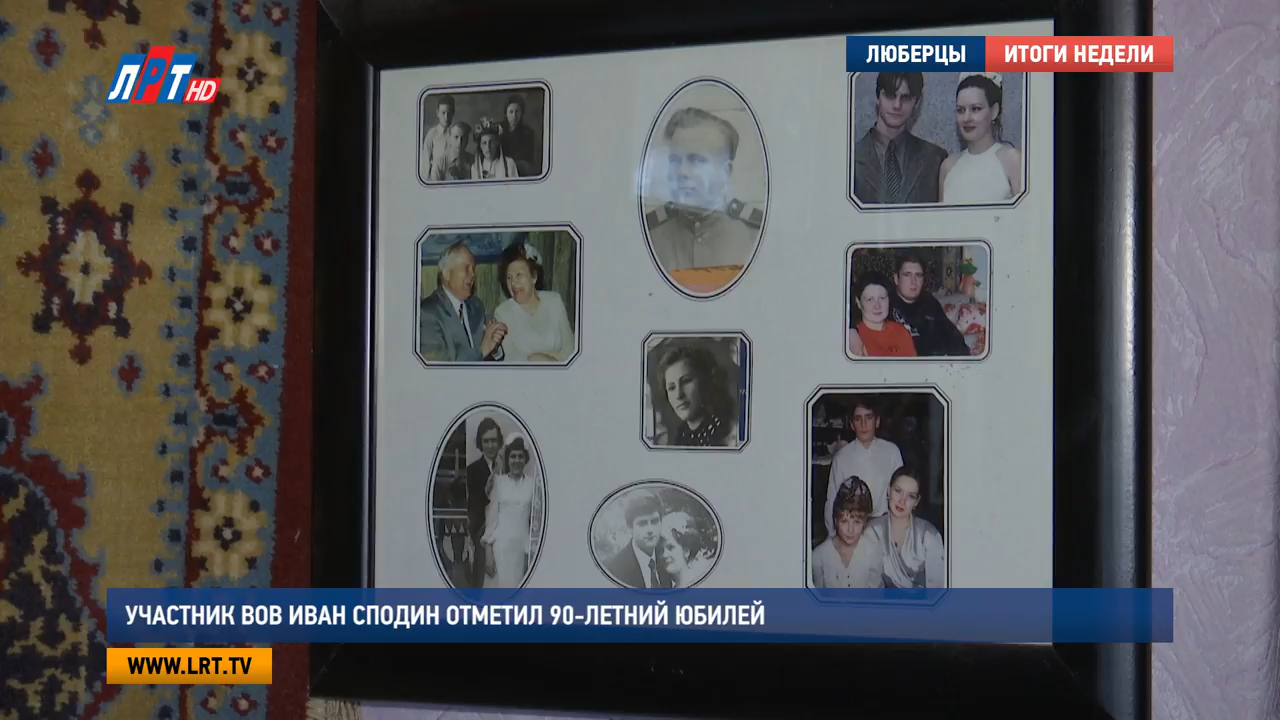 ЛРТ HD
ЛЮБЕРЦЫ ИТОГИ НЕДЕЛИ
УЧАСТНИК ВОВ ИВАН СПОДИН ОТМЕТИЛ 90-ЛЕТНИЙ ЮБИЛЕЙ
WWW.LRT.TV